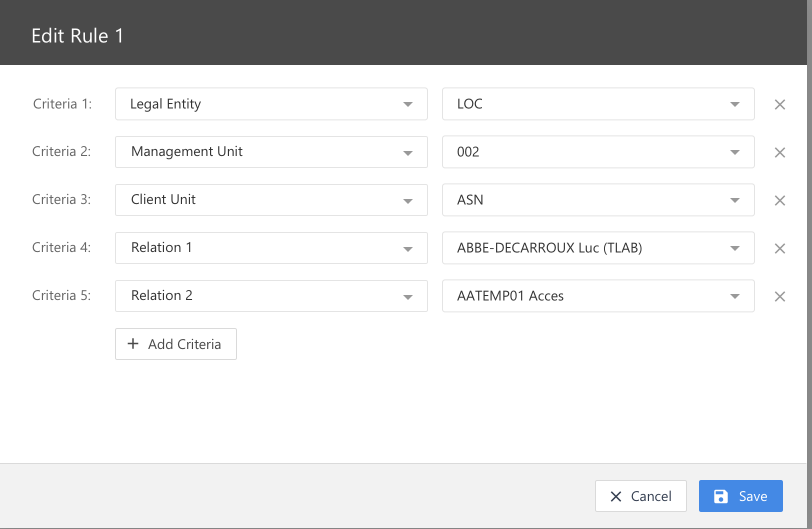 Edit Rule 1
Criteria 1: Legal Entity LOC
Criteria 2: Management Unit 002
Criteria 3: Client Unit ASN
Criteria 4: Relation 1 ABBE-DECARROUX Luc (TLAB)
Criteria 5: Relation 2 AATEMP01 Acces
Add Criteria
Cancel Save